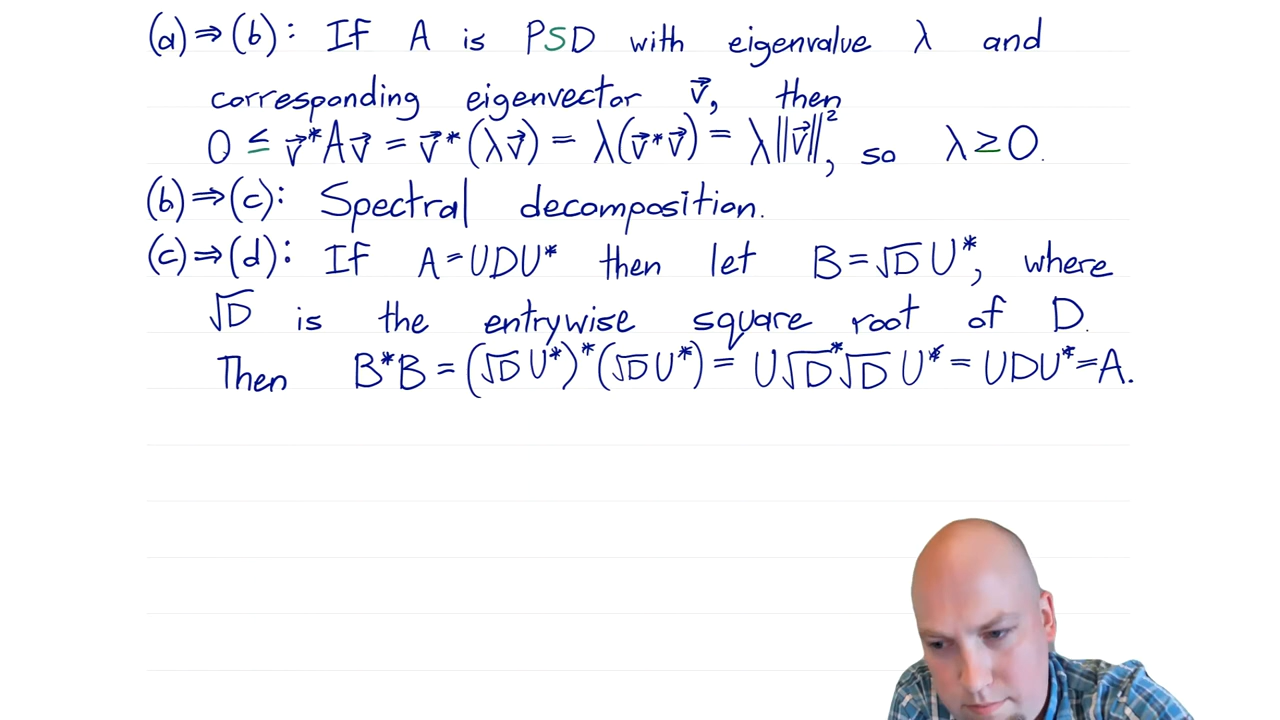 (a)⇒(b): If A is PSD with eigenvalue λ and
corresponding eigenvector v⃗, then
0 ≤ v⃗*Av⃗ = v⃗*(λv⃗) = λ(v⃗*v⃗) = λ||v⃗||², so λ≥0.
(b)⇒(c): Spectral decomposition.
(c)⇒(d): If A=UDU* then let B=√D U*, where
√D is the entrywise square root of D.
Then B*B = (√D U*)*(√D U*) = U√D*√D U* = UDU*=A.